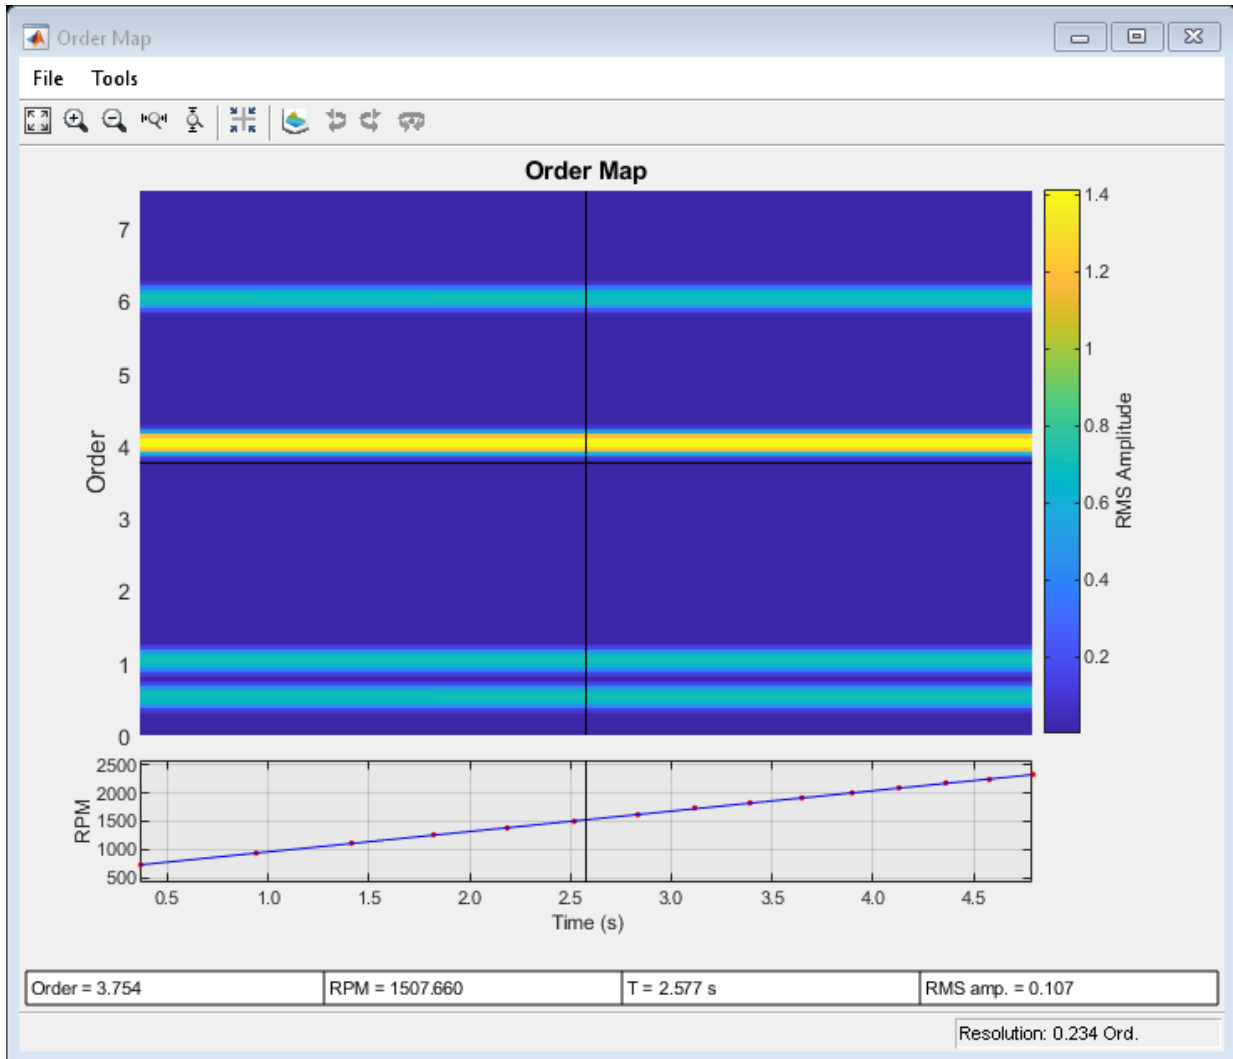 Order Map
File Tools
Order Map
7
6
5
4
3
2
1
0
Order
1.4
1.2
1
0.8
0.6
0.4
0.2
RMS Amplitude
2500
2000
1500
1000
500
RPM
0.5 1.0 1.5 2.0 2.5 3.0 3.5 4.0 4.5
Time (s)
Order = 3.754 RPM = 1507.660 T = 2.577 s RMS amp. = 0.107
Resolution: 0.234 Ord.